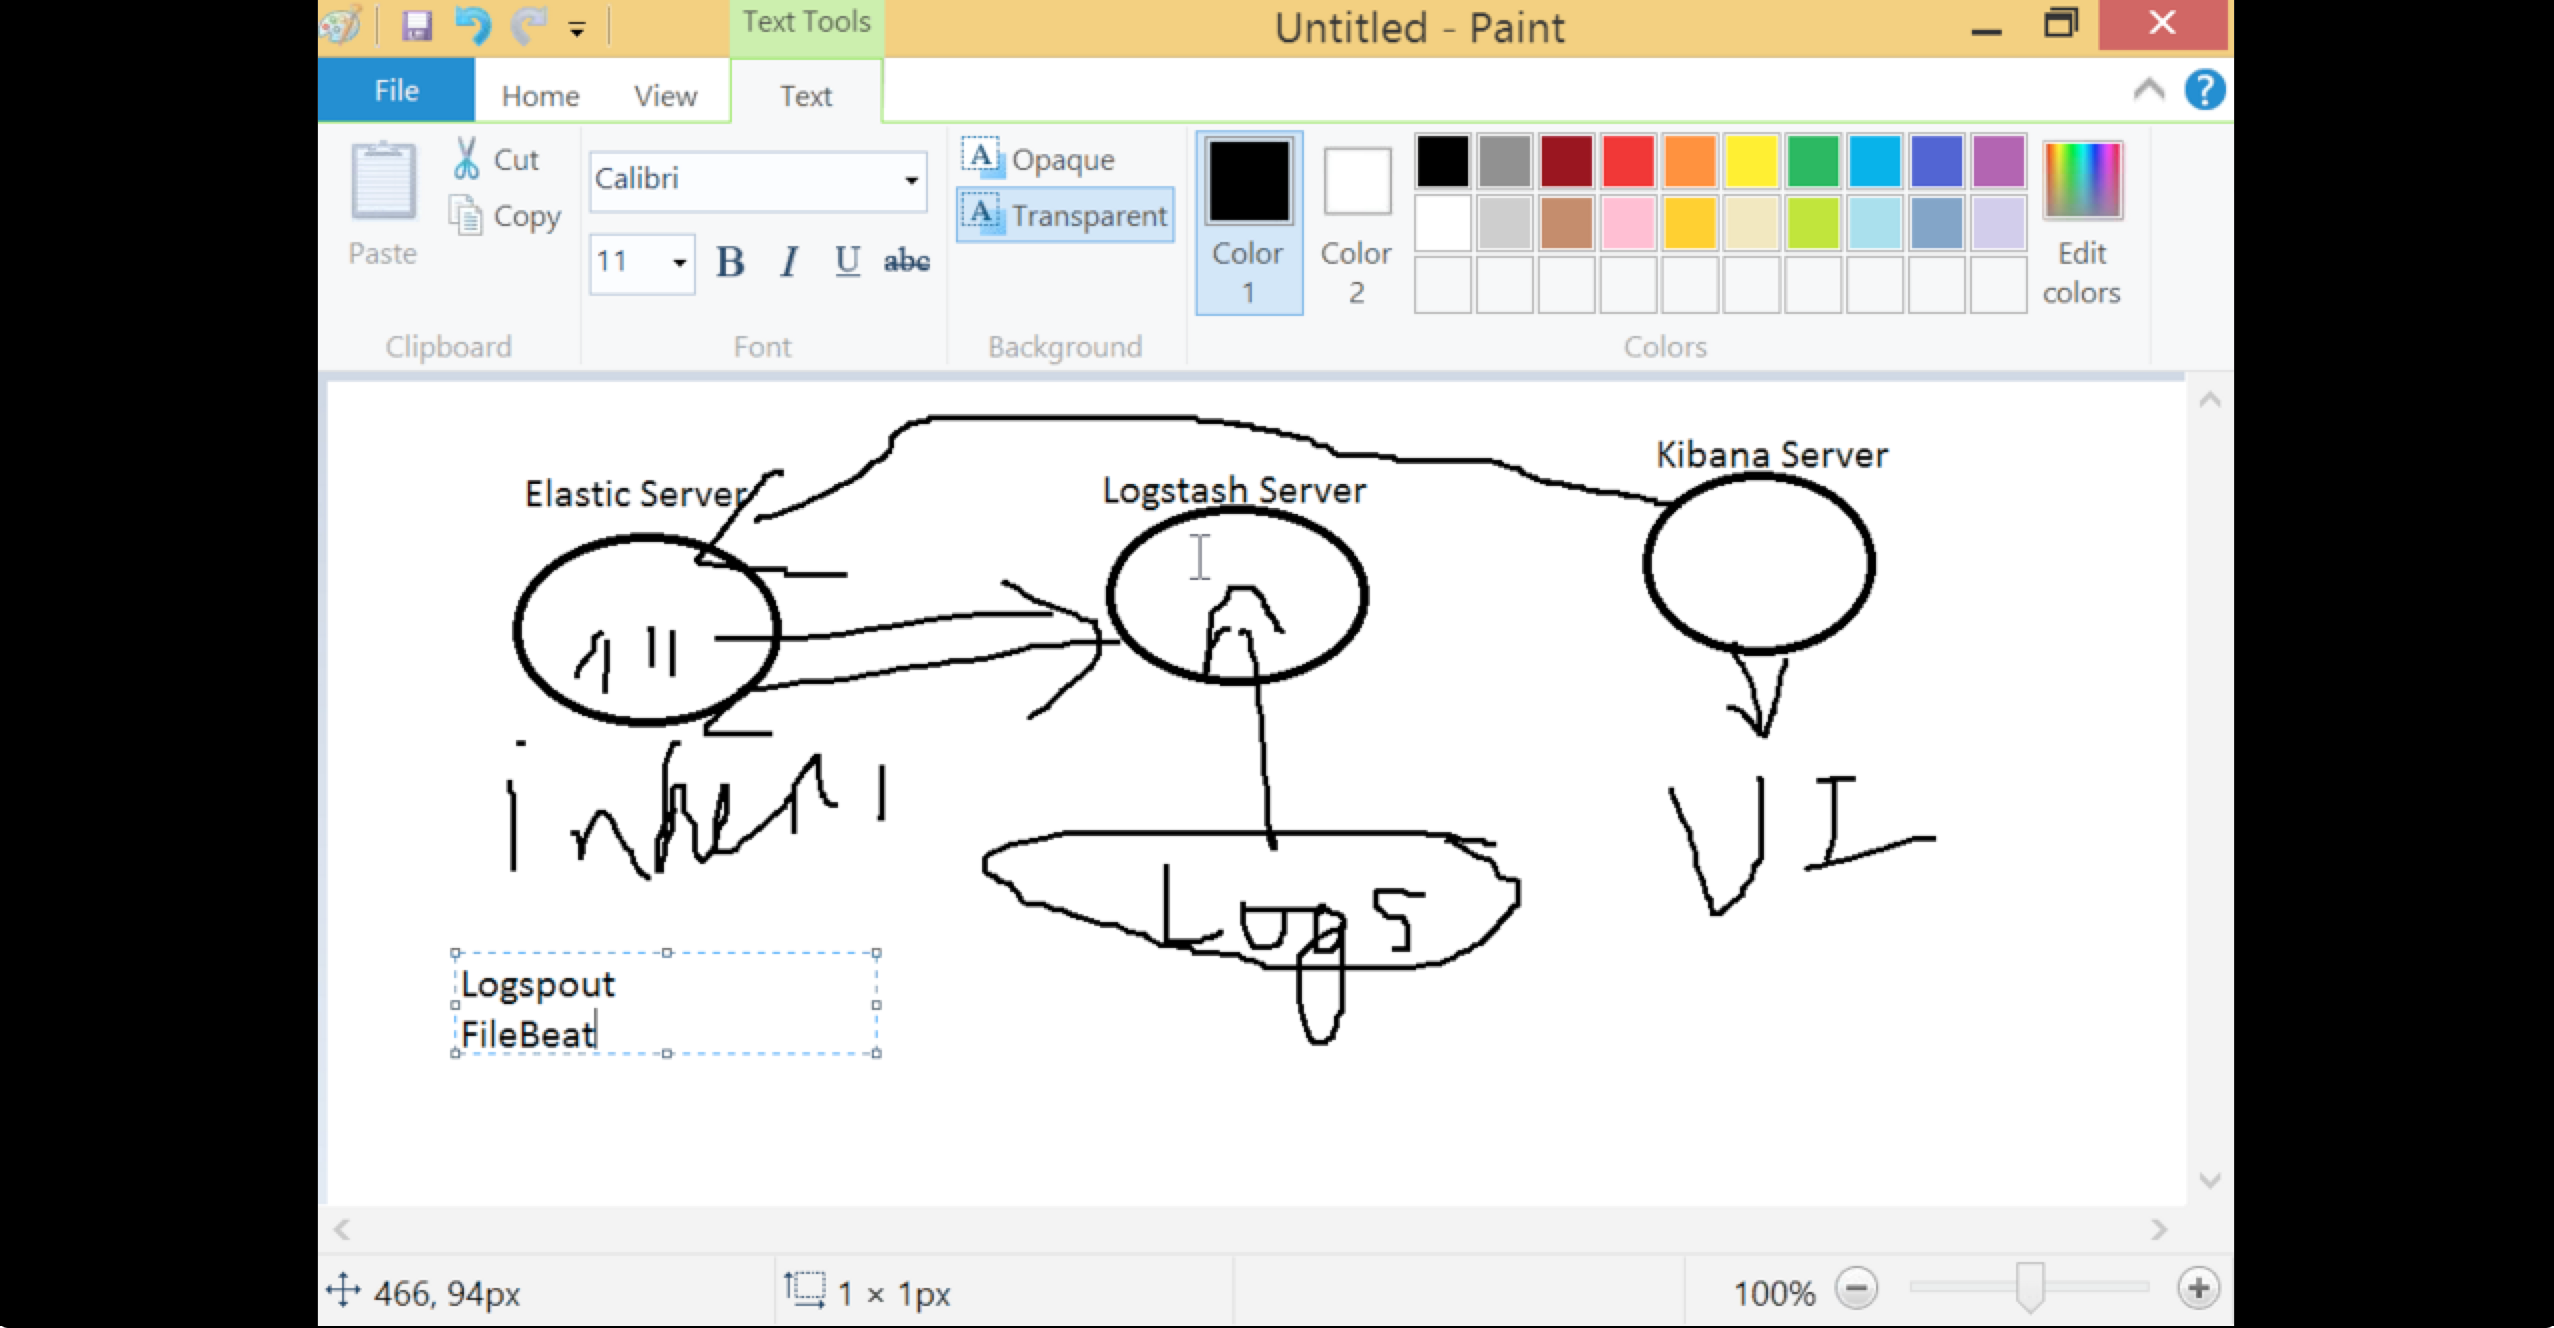 Text Tools
Untitled - Paint
File
Home
View
Text
Paste
Cut
Copy
Clipboard
Calibri
11
B I U abc
Font
A Opaque
A Transparent
Background
Color 1
Color 2
Edit colors
Colors
Elastic Server
Logstash Server
Kibana Server
UI
Logs
Logspout
FileBeat
466, 94px
1 × 1px
100%